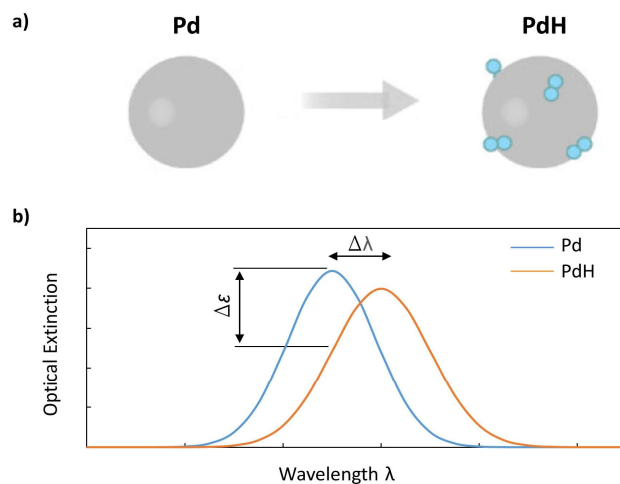 a)
Pd
PdH
b)
Δλ
Pd
PdH
Δε
Optical Extinction
Wavelength λ